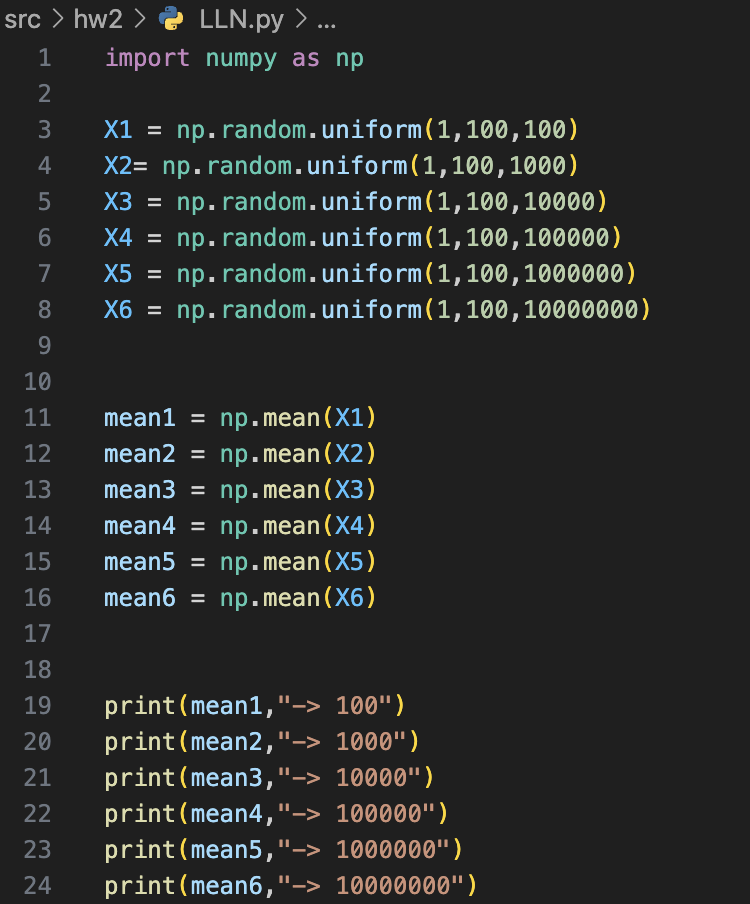 src > hw2 > LLN.py > ...
1 import numpy as np
2
3 X1 = np.random.uniform(1,100,100)
4 X2= np.random.uniform(1,100,1000)
5 X3 = np.random.uniform(1,100,10000)
6 X4 = np.random.uniform(1,100,100000)
7 X5 = np.random.uniform(1,100,1000000)
8 X6 = np.random.uniform(1,100,10000000)
9
10
11 mean1 = np.mean(X1)
12 mean2 = np.mean(X2)
13 mean3 = np.mean(X3)
14 mean4 = np.mean(X4)
15 mean5 = np.mean(X5)
16 mean6 = np.mean(X6)
17
18
19 print(mean1,"-> 100")
20 print(mean2,"-> 1000")
21 print(mean3,"-> 10000")
22 print(mean4,"-> 100000")
23 print(mean5,"-> 1000000")
24 print(mean6,"-> 10000000")